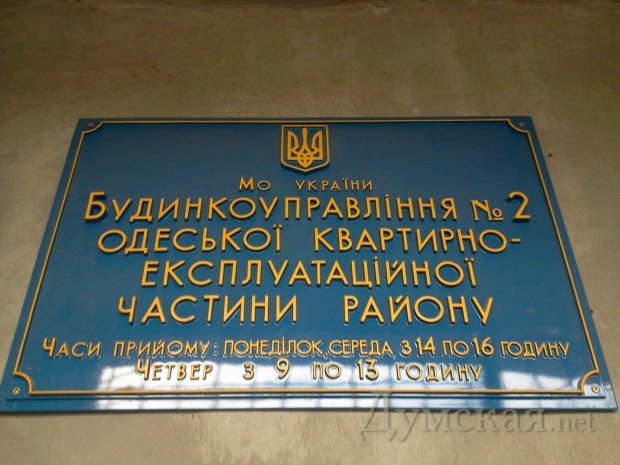 Мо україни
Будинкоуправління № 2
одеської квартирно-
експлуатаційної
частини району
Часи прийому: понеділок, середа, з 14 по 16 годину
Четвер з 9 по 13 годину
Думская.net